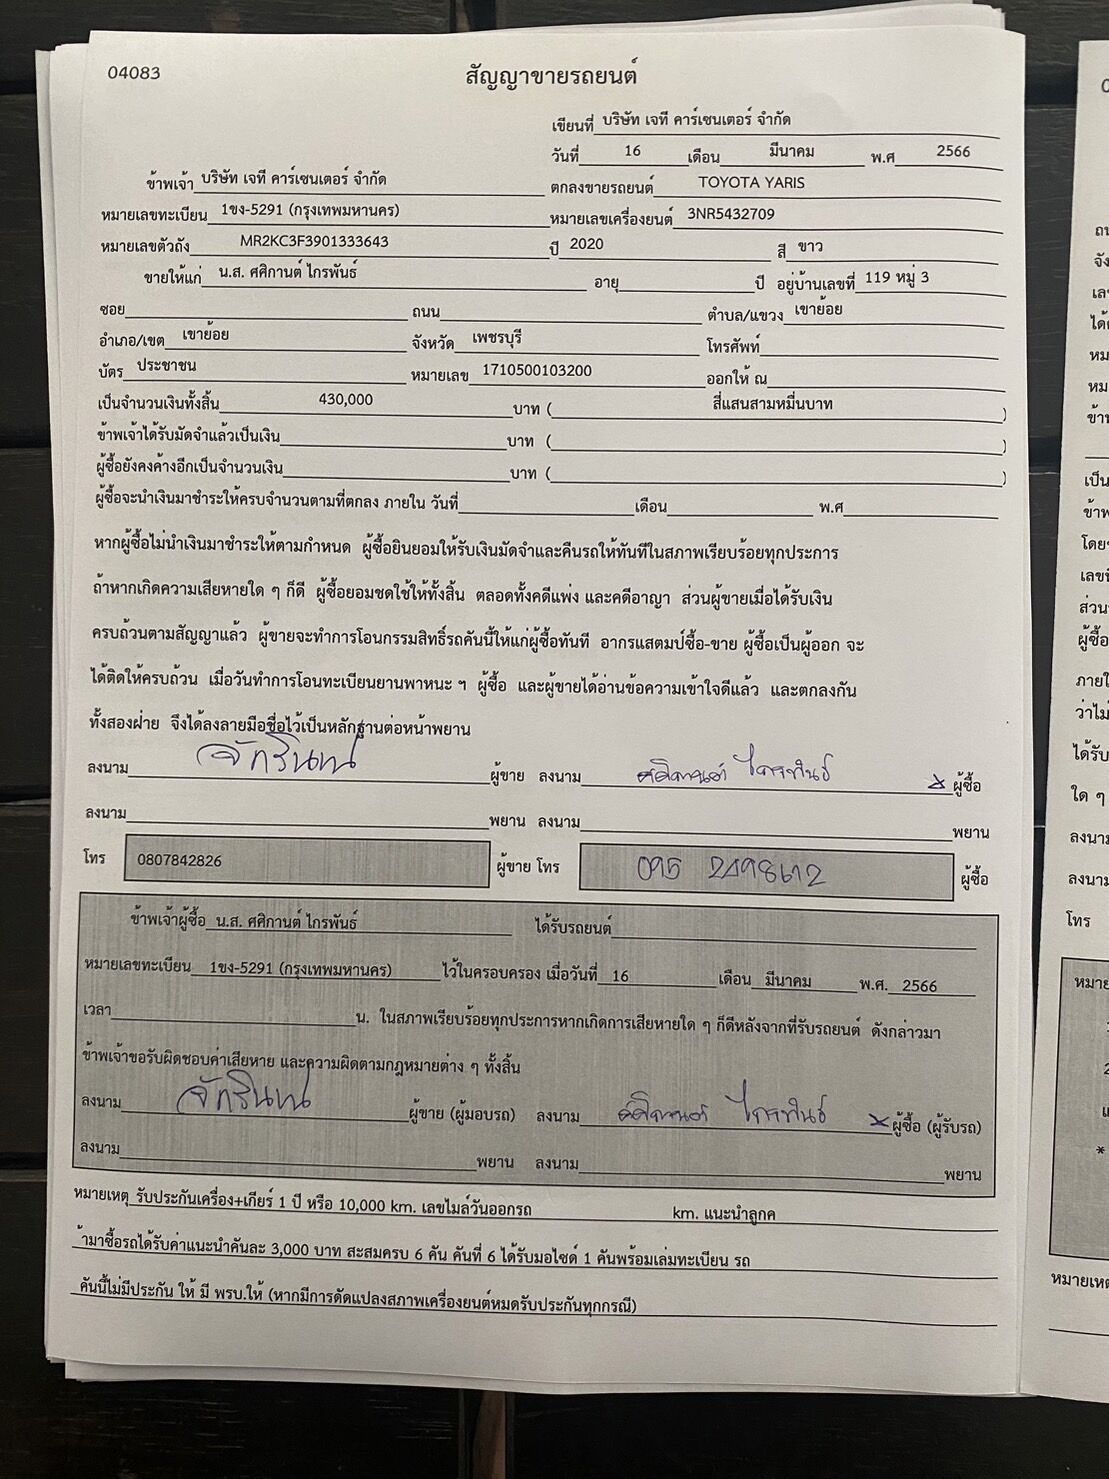 04083
สัญญาขายรถยนต์
เขียนที่ บริษัท เจที คาร์เซนเตอร์ จำกัด
วันที่ 16 เดือน มีนาคม พ.ศ 2566
ข้าพเจ้า บริษัท เจที คาร์เซนเตอร์ จำกัด ตกลงขายรถยนต์ TOYOTA YARIS
หมายเลขทะเบียน 1ขง-5291 (กรุงเทพมหานคร) หมายเลขเครื่องยนต์ 3NR5432709
หมายเลขตัวถัง MR2KC3F3901333643 ปี 2020 สี ขาว
ขายให้แก่ น.ส. ศศิกานต์ ไกรพันธ์ อายุ ปี อยู่บ้านเลขที่ 119 หมู่ 3
ซอย ถนน ตำบล/แขวง เขาย้อย
อำเภอ/เขต เขาย้อย จังหวัด เพชรบุรี โทรศัพท์
บัตร ประชาชน หมายเลข 1710500103200 ออกให้ ณ
เป็นจำนวนเงินทั้งสิ้น 430,000 บาท ( สี่แสนสามหมื่นบาท )
ข้าพเจ้าได้รับมัดจำแล้วเป็นเงิน บาท ( )
ผู้ซื้อยังคงค้างอีกเป็นจำนวนเงิน บาท ( )
ผู้ซื้อจะนำเงินมาชำระให้ครบจำนวนตามที่ตกลง ภายใน วันที่ เดือน พ.ศ
หากผู้ซื้อไม่นำเงินมาชำระให้ตามกำหนด ผู้ซื้อยินยอมให้รับเงินมัดจำและคืนรถให้ทันทีในสภาพเรียบร้อยทุกประการ
ถ้าหากเกิดความเสียหายใด ๆ ก็ดี ผู้ซื้อยอมชดใช้ให้ทั้งสิ้น ตลอดทั้งคดีแพ่ง และคดีอาญา ส่วนผู้ขายเมื่อได้รับเงิน
ครบถ้วนตามสัญญาแล้ว ผู้ขายจะทำการโอนกรรมสิทธิ์รถคันนี้ให้แก่ผู้ซื้อทันที อากรแสตมป์ซื้อ-ขาย ผู้ซื้อเป็นผู้ออก จะ
ได้ติดให้ครบถ้วน เมื่อวันทำการโอนทะเบียนยานพาหนะ ฯ ผู้ซื้อ และผู้ขายได้อ่านข้อความเข้าใจดีแล้ว และตกลงกัน
ทั้งสองฝ่าย จึงได้ลงลายมือชื่อไว้เป็นหลักฐานต่อหน้าพยาน
ลงนาม จักรินทน์ ผู้ขาย ลงนาม ศศิกานต์ ไกรพันธ์ x ผู้ซื้อ
ลงนาม พยาน ลงนาม พยาน
โทร 0807842826 ผู้ขาย โทร 095 2498612 ผู้ซื้อ
ข้าพเจ้าผู้ซื้อ น.ส. ศศิกานต์ ไกรพันธ์ ได้รับรถยนต์
หมายเลขทะเบียน 1ขง-5291 (กรุงเทพมหานคร) ไว้ในครอบครอง เมื่อวันที่ 16 เดือน มีนาคม พ.ศ. 2566
เวลา น. ในสภาพเรียบร้อยทุกประการหากเกิดการเสียหายใด ๆ ก็ดีหลังจากที่รับรถยนต์ ดังกล่าวมา
ข้าพเจ้าขอรับผิดชอบค่าเสียหาย และความผิดตามกฎหมายต่าง ๆ ทั้งสิ้น
ลงนาม จักรินทน์ ผู้ขาย (ผู้มอบรถ) ลงนาม ศศิกานต์ ไกรพันธ์ x ผู้ซื้อ (ผู้รับรถ)
ลงนาม พยาน ลงนาม พยาน
หมายเหตุ รับประกันเครื่อง+เกียร์ 1 ปี หรือ 10,000 km. เลขไมล์วันออกรถ km. แนะนำลูกค
้ามาซื้อรถได้รับค่าแนะนำคันละ 3,000 บาท สะสมครบ 6 คัน คันที่ 6 ได้รับมอไซด์ 1 คันพร้อมเล่มทะเบียน รถ
คันนี้ไม่มีประกัน ให้ มี พรบ.ให้ (หากมีการดัดแปลงสภาพเครื่องยนต์หมดรับประกันทุกกรณี)